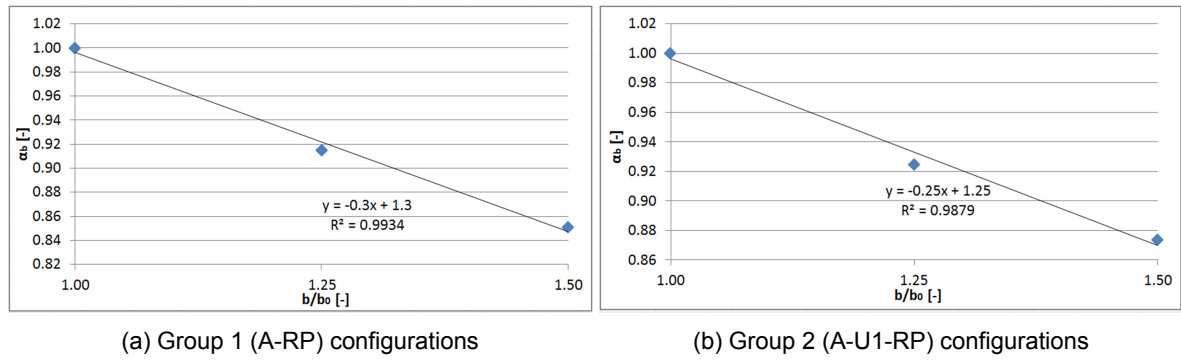 1.02
1.00
0.98
0.96
0.94
0.92
0.90
0.88
0.86
0.84
0.82
αb [-]
y = -0.3x + 1.3
R² = 0.9934
1.00
1.25
1.50
b/b0 [-]
(a) Group 1 (A-RP) configurations
1.02
1.00
0.98
0.96
0.94
0.92
0.90
0.88
0.86
αb [-]
y = -0.25x + 1.25
R² = 0.9879
1.00
1.25
1.50
b/b0 [-]
(b) Group 2 (A-U1-RP) configurations